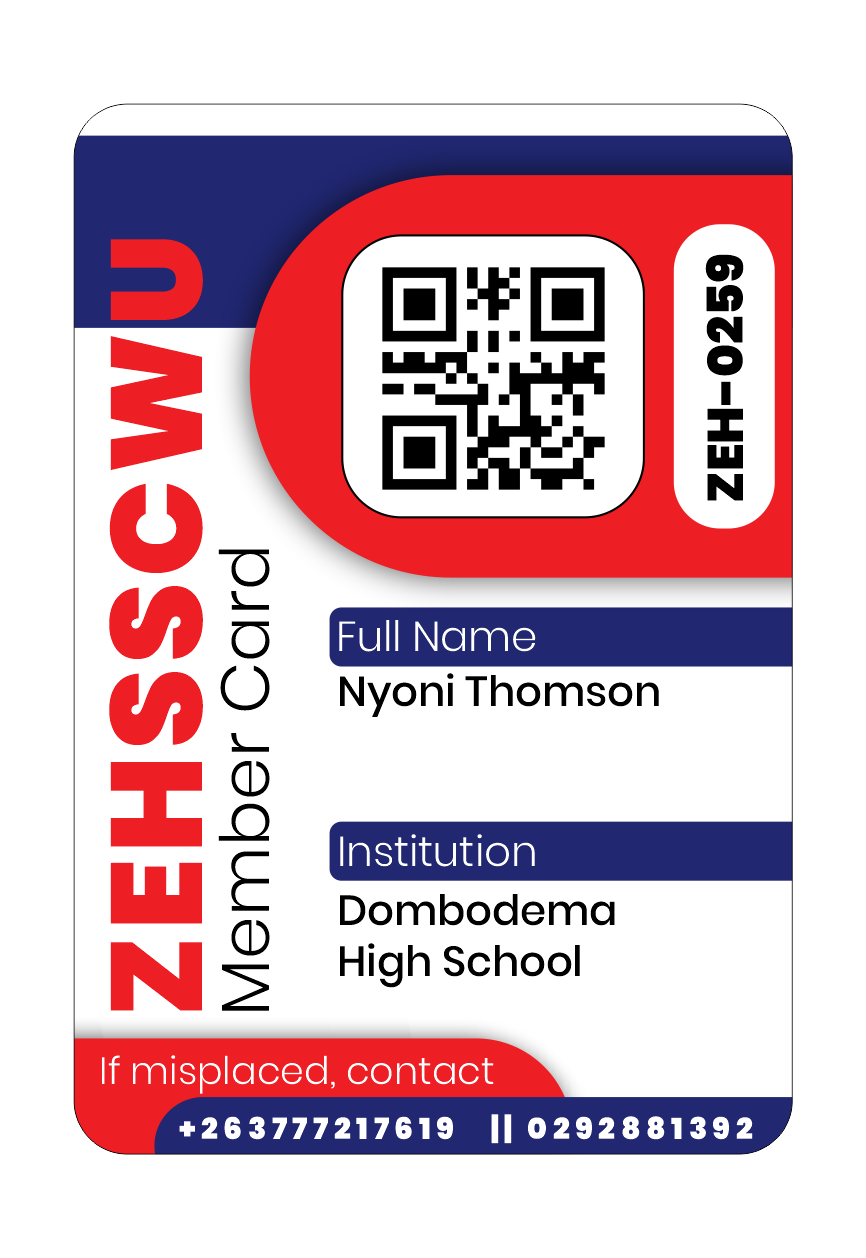 ZEHSSCWU
Member Card
ZEH-0259
Full Name
Nyoni Thomson
Institution
Dombodema
High School
If misplaced, contact
+263777217619 || 0292881392